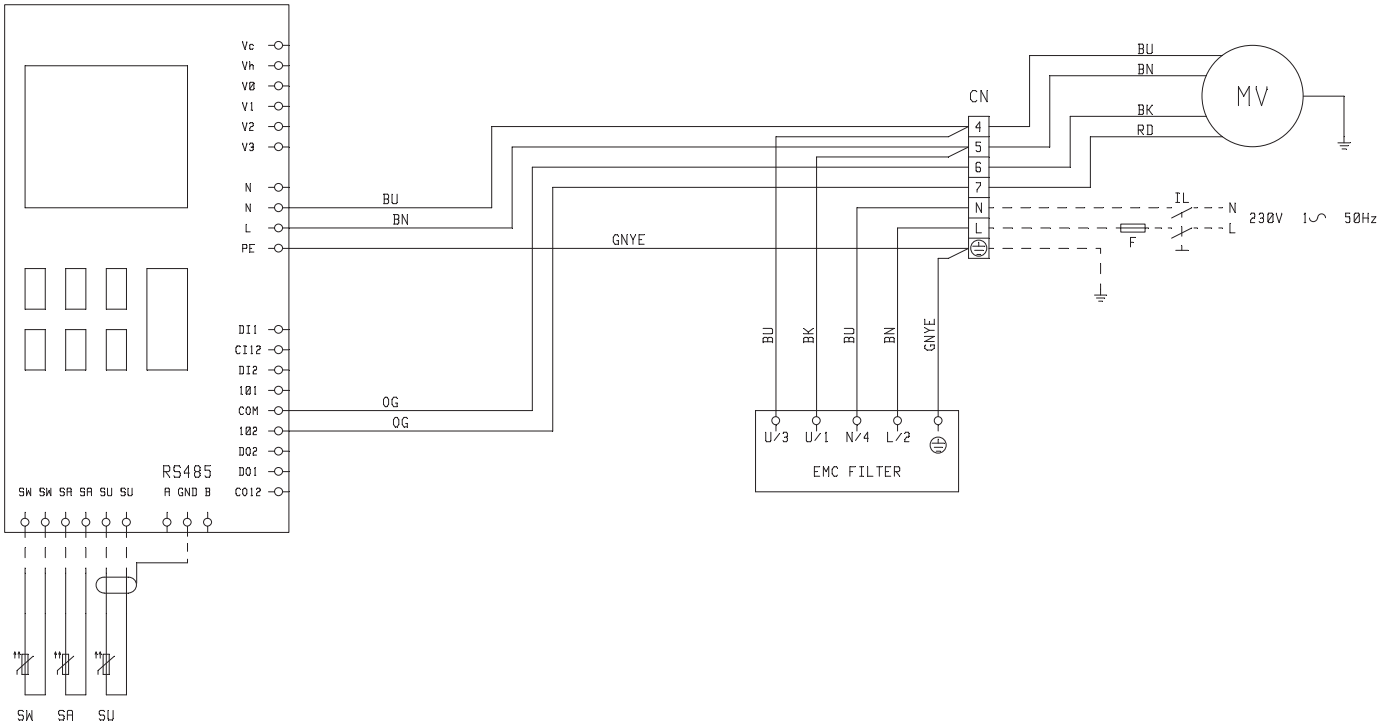 Vc
Vh
V0
V1
V2
V3
N
N
L
PE
DI1
CI12
DI2
101
COM
102
DO2
DO1
CO12
RS485
SW SW SA SA SU SU A GND B
SW SA SU
BU
BN
GNYE
OG
OG
CN
4
5
6
7
N
L
BU
BN
BK
RD
MV
IL
N
L
230V 1 50Hz
F
BU
BK
BU
BN
GNYE
U/3 U/1 N/4 L/2
EMC FILTER